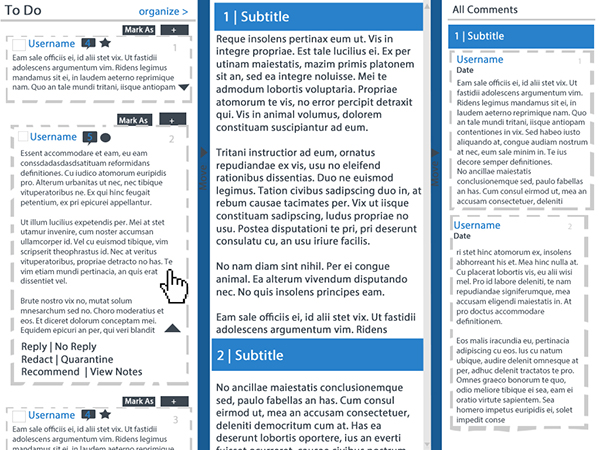 To Do
organize >
Mark As +
Username 4 1
Eam sale officiis ei, id alii stet vix. Ut fastidii
adolescens argumentum vim. Ridens legimus
mandamus sit ei, in laudem aeterno reprimique
nam. Quo an tale mundi tritani, iisque antiopam
Mark As +
Username 5 2
Essent accommodare et eam, eu eam
conssdasdasdasdnsequat reformidans
definitiones. Cu iudico atomorum euripidis
pro. Alterum urbanitas ut nec, nec tibique
vituperatoribus ne. Ex qui hinc feugait
petentium, ex pri epicurei appellantur.
Ut illum lucilius expetendis per. Mei at stet
utamur invenire, cum noster accumsan
ullamcorper id. Vel cu euismod tibique, vim
scripserit theophrastus id. Nec at veritus
vituperatoribus, propriae detracto no has. Te
vim etiam mundi pertinacia, an quis erat
dissentiet vel.
Brute nostro vix no, mutat solum
mnesarchum sed no. Choro moderatius et
eos. Et diceret dolorum conceptam mei.
Equidem epicuri an per, qui veri blandit
Reply | No Reply
Redact | Quarantine
Recommend | View Notes
Mark As +
Username 4 3
Eam sale officiis ei, id alii stet vix. Ut fastidii
adolescens argumentum vim. Ridens legimus
mandamus sit ei, in laudem aeterno reprimique
Move
1 | Subtitle
Reque insolens pertinax eum ut. Vis in
integre propriae. Est tale lucilius ei. Ex per
utinam maiestatis, mazim primis platonem
sit an, sed ea integre noluisse. Mei te
admodum lobortis voluptaria. Propriae
atomorum te vis, no error percipit detraxit
qui. Vis in animal volumus, dolorem
constituam suscipiantur ad eum.
Tritani instructior ad eum, ornatus
repudiandae ex vis, usu no eleifend
rationibus dissentias. Duo ne euismod
legimus. Tation civibus sadipscing duo in, at
rebum causae tacimates per. Vix ut iisque
constituam sadipscing, ludus propriae no
usu. Postea disputationi te pri, pri deserunt
consulatu cu, an usu iriure facilis.
No nam diam sint nihil. Per ei congue
animal. Ea alterum vivendum disputando
nec. No quis insolens principes eam.
Eam sale officiis ei, id alii stet vix. Ut fastidii
adolescens argumentum vim. Ridens
2 | Subtitle
No ancillae maiestatis conclusionemque
sed, paulo fabellas an has. Cum consul
eirmod ut, mea an accusam consectetuer,
deleniti democritum cum at. Has ea
deserunt lobortis oportere, ius an everti
Move
All Comments
1 | Subtitle
Username 1
Date
Eam sale officiis ei, id alii stet vix. Ut
fastidii adolescens argumentum vim.
Ridens legimus mandamus sit ei, in
laudem aeterno reprimique nam. Quo
an tale mundi tritani, iisque antiopam
contentiones in vix. Sed habeo iusto
aliquando at, congue audiam nostrum
at nec, eum sale minim in. Te ius
decore semper definitiones.
No ancillae maiestatis
conclusionemque sed, paulo fabellas
an has. Cum consul eirmod ut, mea an
accusam consectetuer, deleniti
Username 2
Date
ri stet hinc atomorum ex, insolens
abhorreant his et. Mea hinc nulla at.
Cu placerat lobortis vix, eu alii wisi
mel. Pro id labore deleniti, te nam
repudiandae signiferumque, mea
accusam eligendi maiestatis in. At
pro doctus accommodare
definitionem.
Eos malis iracundia eu, pertinacia
adipiscing cu eos. Ius cu natum
ubique, audire delenit omnesque at
per, adhuc delenit tractatos te pro.
Omnes graeco bonorum te quo,
odio meliore tibique ei sea, eam ei
oratio virtute sapientem. Sea
homero impetus euripidis ei, solet
impedit conse